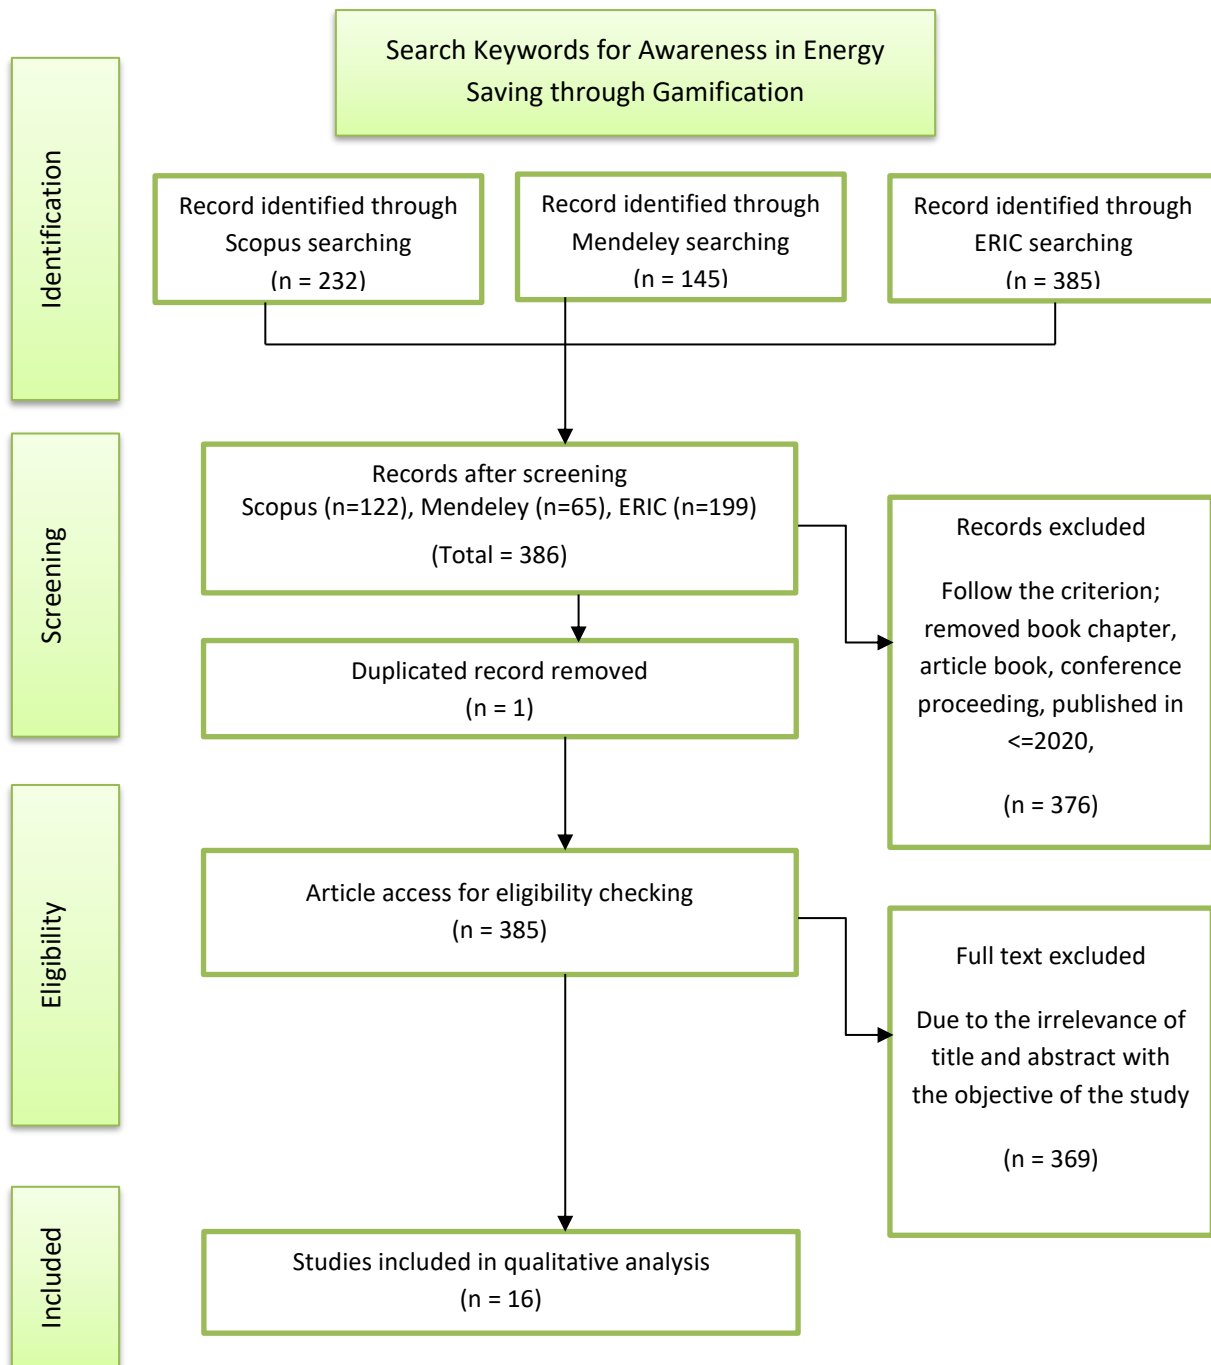 Search Keywords for Awareness in Energy
Saving through Gamification
Identification
Record identified through
Scopus searching
(n = 232)
Record identified through
Mendeley searching
(n = 145)
Record identified through
ERIC searching
(n = 385)
Screening
Records after screening
Scopus (n=122), Mendeley (n=65), ERIC (n=199)
(Total = 386)
Records excluded
Follow the criterion;
removed book chapter,
article book, conference
proceeding, published in
<=2020,
(n = 376)
Duplicated record removed
(n = 1)
Eligibility
Article access for eligibility checking
(n = 385)
Full text excluded
Due to the irrelevance of
title and abstract with
the objective of the study
(n = 369)
Included
Studies included in qualitative analysis
(n = 16)